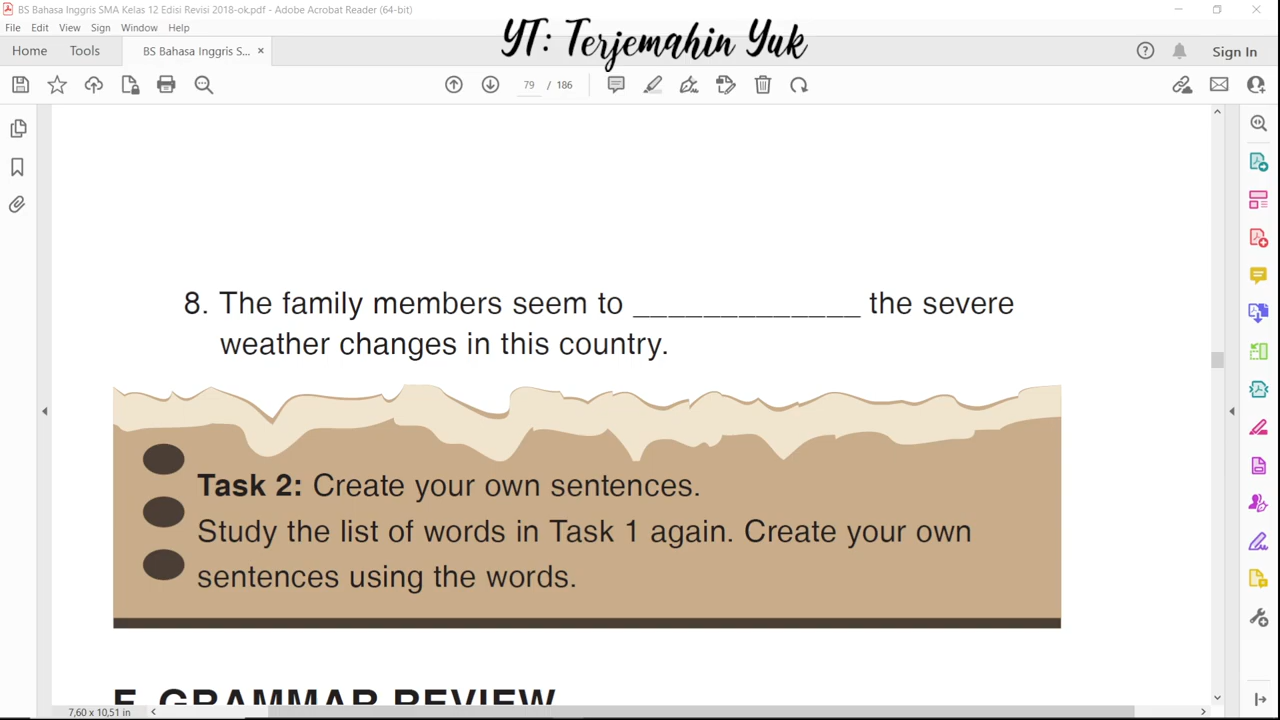 BS Bahasa Inggris SMA Kelas 12 Edisi Revisi 2018-ok.pdf - Adobe Acrobat Reader (64-bit)
YT: Terjemahin Yuk
File Edit View Sign Window Help
Home Tools BS Bahasa Inggris S... × Sign In
79 / 186
8. The family members seem to _____________ the severe
weather changes in this country.
Task 2: Create your own sentences.
Study the list of words in Task 1 again. Create your own
sentences using the words.
GRAMMAR REVIEW
7,60 x 10,51 in